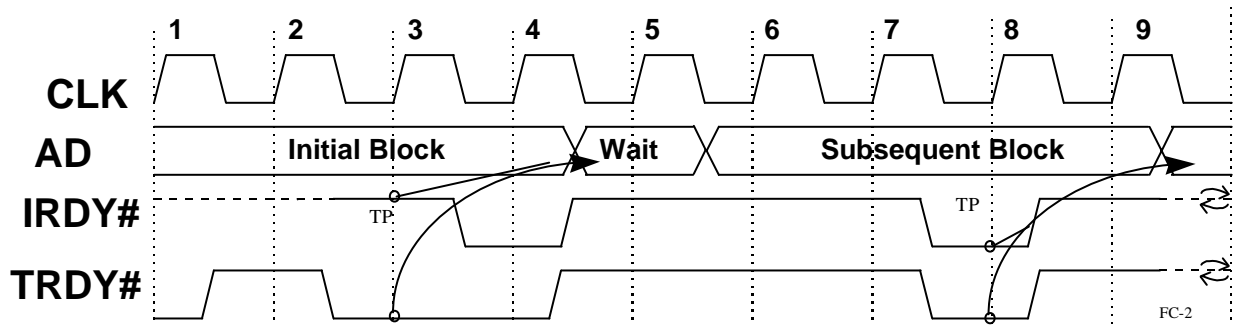 1 2 3 4 5 6 7 8 9
CLK
AD Initial Block Wait Subsequent Block
IRDY# TP TP
TRDY#
FC-2